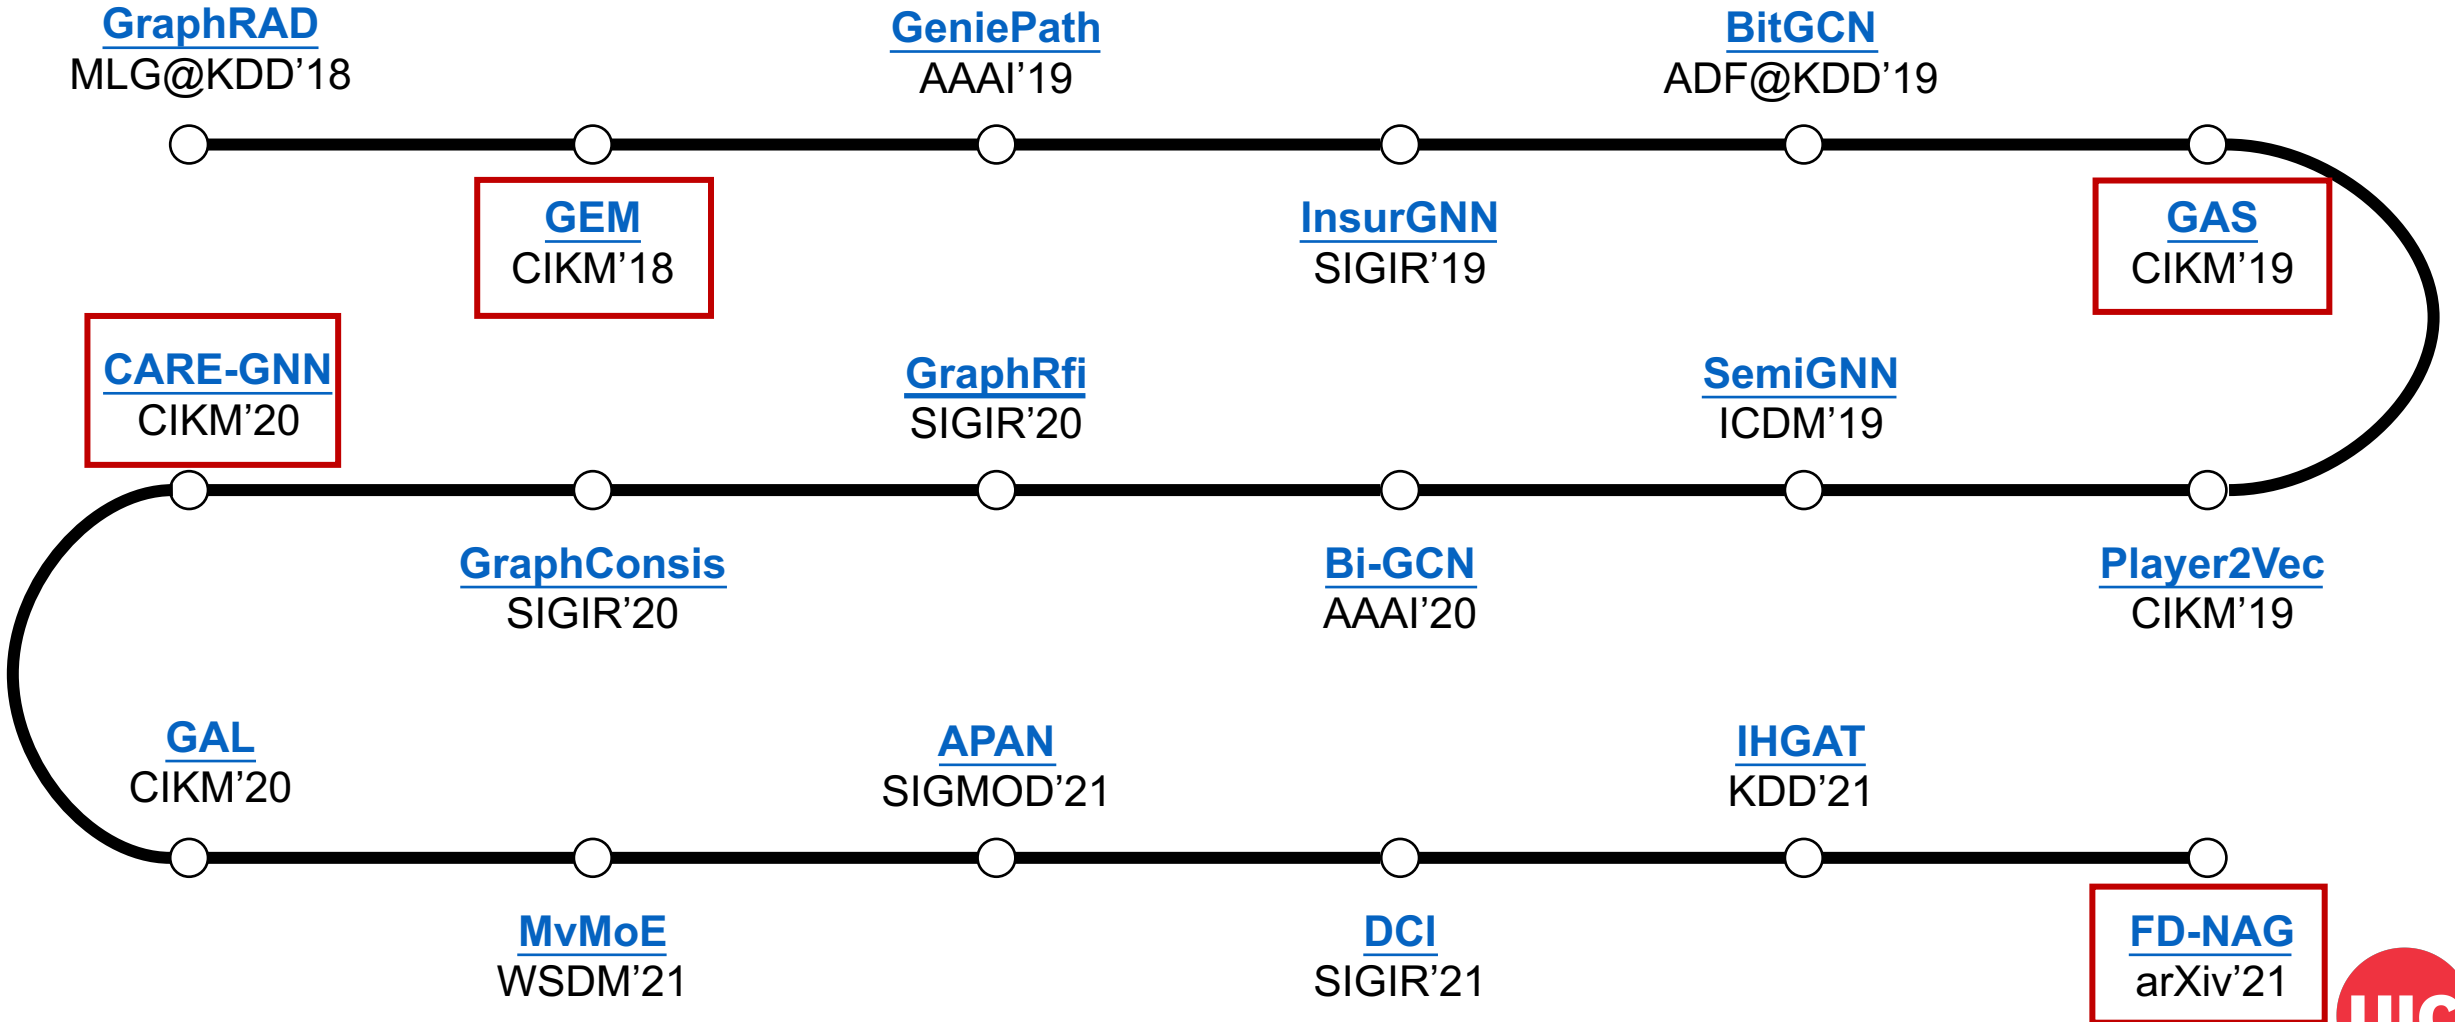 GraphRAD
MLG@KDD’18
GeniePath
AAAI’19
BitGCN
ADF@KDD’19
GEM
CIKM’18
InsurGNN
SIGIR’19
GAS
CIKM’19
CARE-GNN
CIKM’20
GraphRfi
SIGIR’20
SemiGNN
ICDM’19
GraphConsis
SIGIR’20
Bi-GCN
AAAI’20
Player2Vec
CIKM’19
GAL
CIKM’20
APAN
SIGMOD’21
IHGAT
KDD’21
MvMoE
WSDM’21
DCI
SIGIR’21
FD-NAG
arXiv’21
UIC